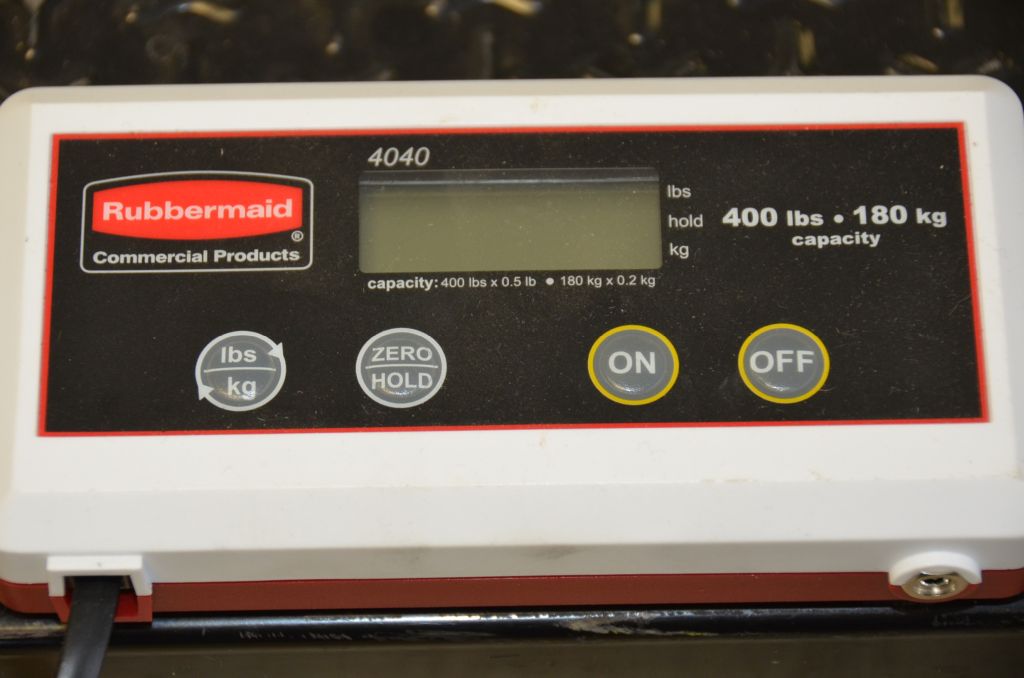 4040
Rubbermaid
®
Commercial Products
lbs
hold
kg
400 lbs • 180 kg
capacity
capacity: 400 lbs x 0.5 lb • 180 kg x 0.2 kg
lbs
kg
ZERO
HOLD
ON
OFF